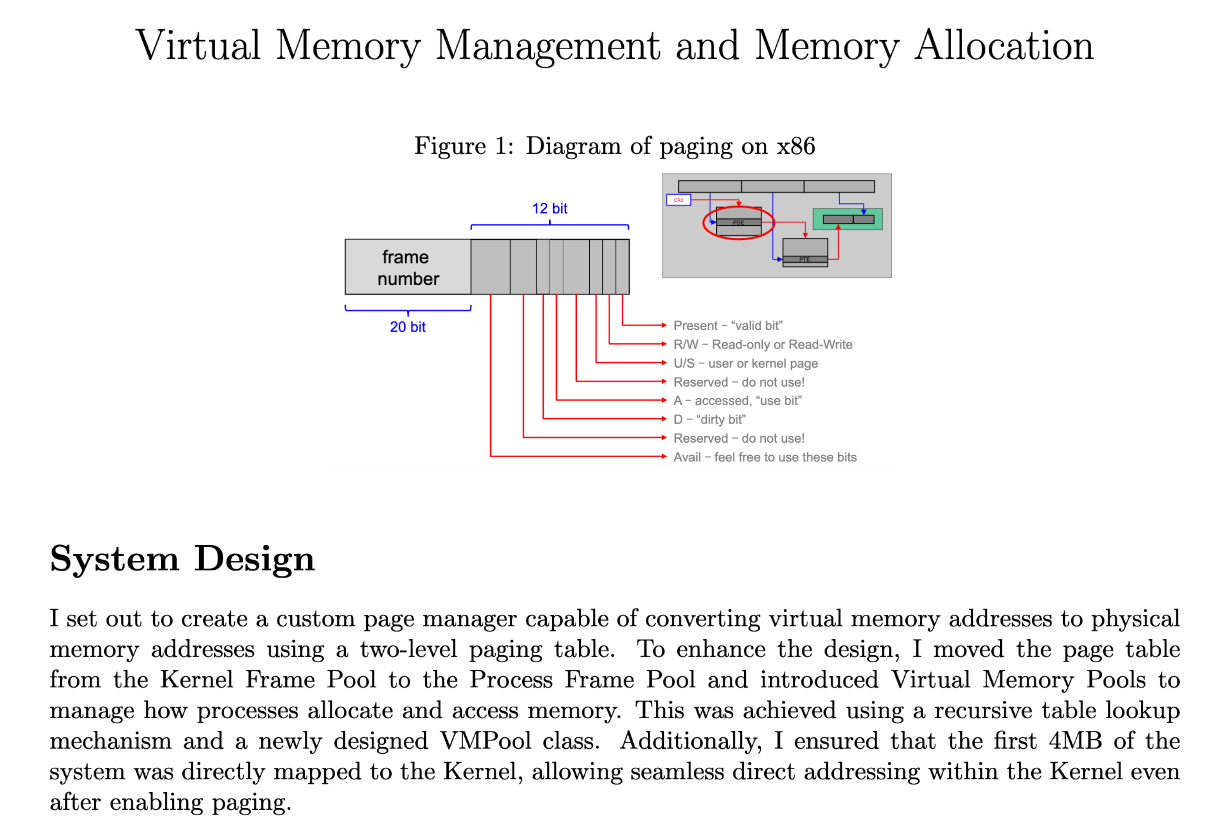 Virtual Memory Management and Memory Allocation
Figure 1: Diagram of paging on x86
12 bit
frame
number
20 bit
CR3
PDE
PTE
Present – “valid bit”
R/W – Read-only or Read-Write
U/S – user or kernel page
Reserved – do not use!
A – accessed, “use bit”
D – “dirty bit”
Reserved – do not use!
Avail – feel free to use these bits
System Design
I set out to create a custom page manager capable of converting virtual memory addresses to physical
memory addresses using a two-level paging table. To enhance the design, I moved the page table
from the Kernel Frame Pool to the Process Frame Pool and introduced Virtual Memory Pools to
manage how processes allocate and access memory. This was achieved using a recursive table lookup
mechanism and a newly designed VMPool class. Additionally, I ensured that the first 4MB of the
system was directly mapped to the Kernel, allowing seamless direct addressing within the Kernel even
after enabling paging.